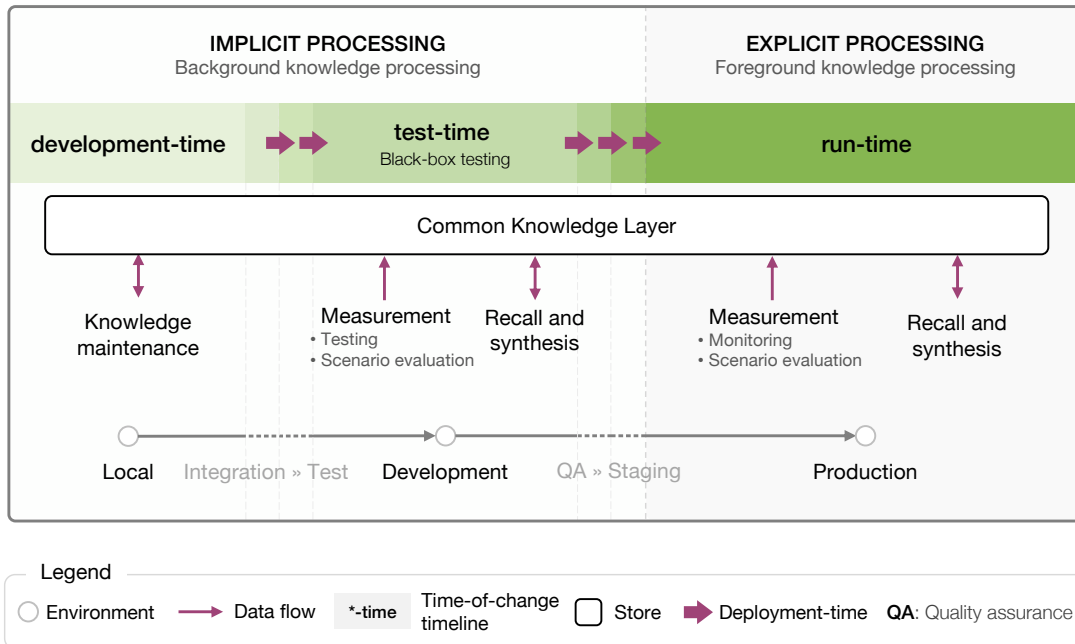 IMPLICIT PROCESSING
Background knowledge processing
EXPLICIT PROCESSING
Foreground knowledge processing
development-time
test-time
Black-box testing
run-time
Common Knowledge Layer
Knowledge
maintenance
Measurement
• Testing
• Scenario evaluation
Recall and
synthesis
Measurement
• Monitoring
• Scenario evaluation
Recall and
synthesis
Local
Integration » Test
Development
QA » Staging
Production
Legend
Environment
Data flow
*-time
Time-of-change
timeline
Store
Deployment-time
QA: Quality assurance